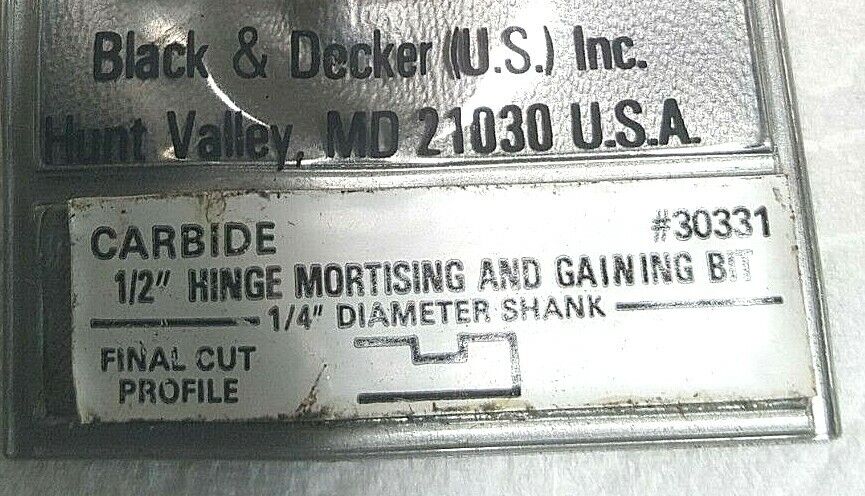 Black & Decker (U.S.) Inc.
Hunt Valley, MD 21030 U.S.A.
CARBIDE #30331
1/2" HINGE MORTISING AND GAINING BIT
1/4" DIAMETER SHANK
FINAL CUT
PROFILE